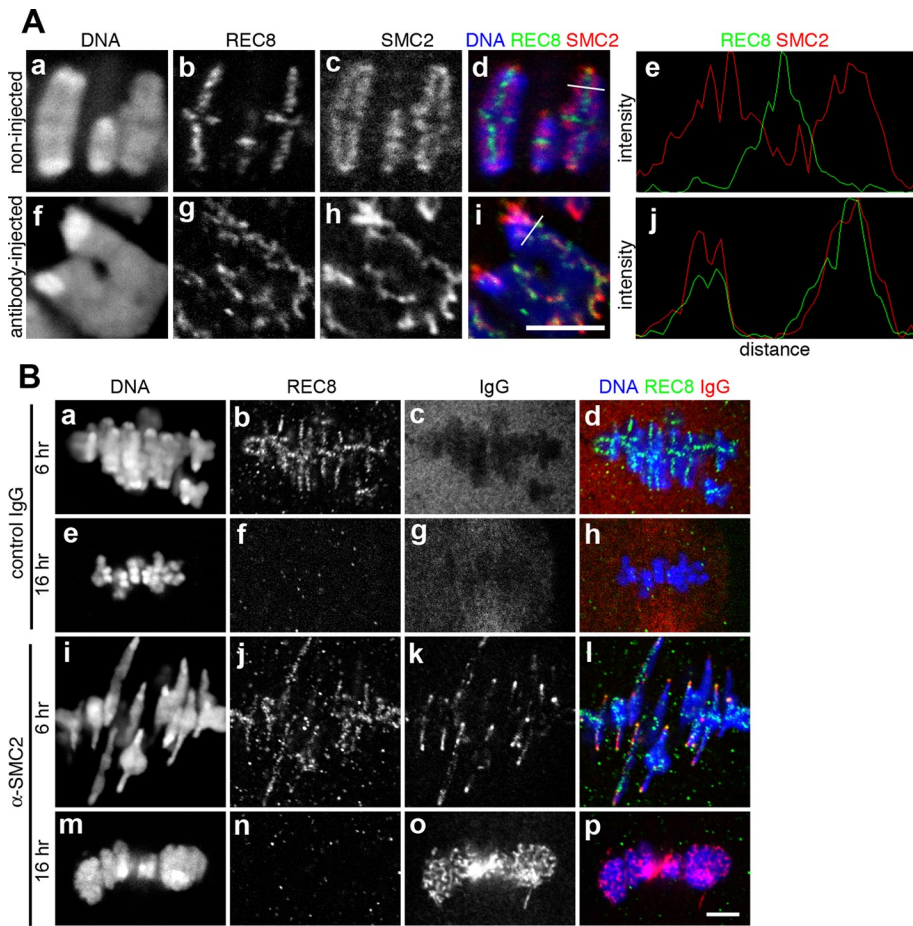 A
DNA REC8 SMC2 DNA REC8 SMC2 REC8 SMC2
non-injected
a b c d e
intensity
antibody-injected
f g h i j
intensity
distance
B
DNA REC8 IgG DNA REC8 IgG
control IgG
6 hr
a b c d
16 hr
e f g h
α-SMC2
6 hr
i j k l
16 hr
m n o p